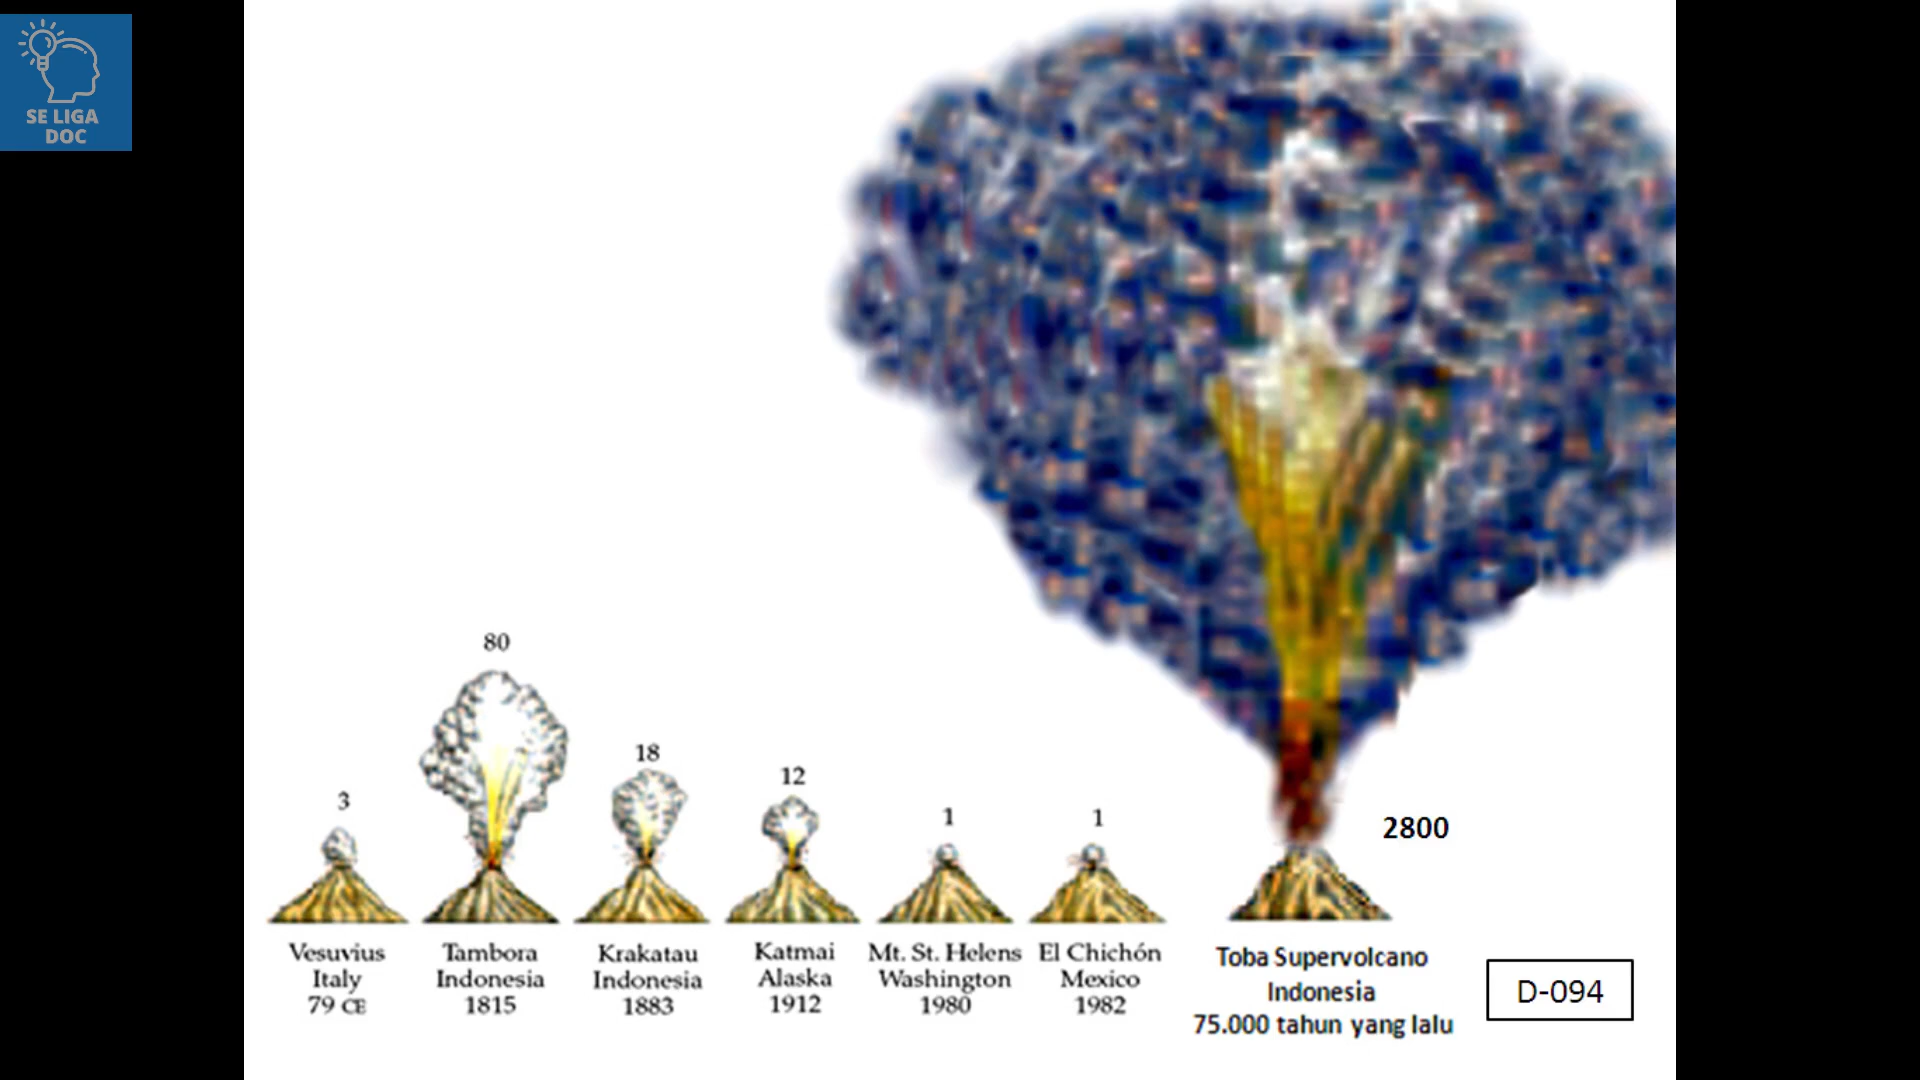 SE LIGA
DOC
80
18
12
3
1
1
2800
Vesuvius
Italy
79 CE
Tambora
Indonesia
1815
Krakatau
Indonesia
1883
Katmai
Alaska
1912
Mt. St. Helens
Washington
1980
El Chichón
Mexico
1982
Toba Supervolcano
Indonesia
75.000 tahun yang lalu
D-094